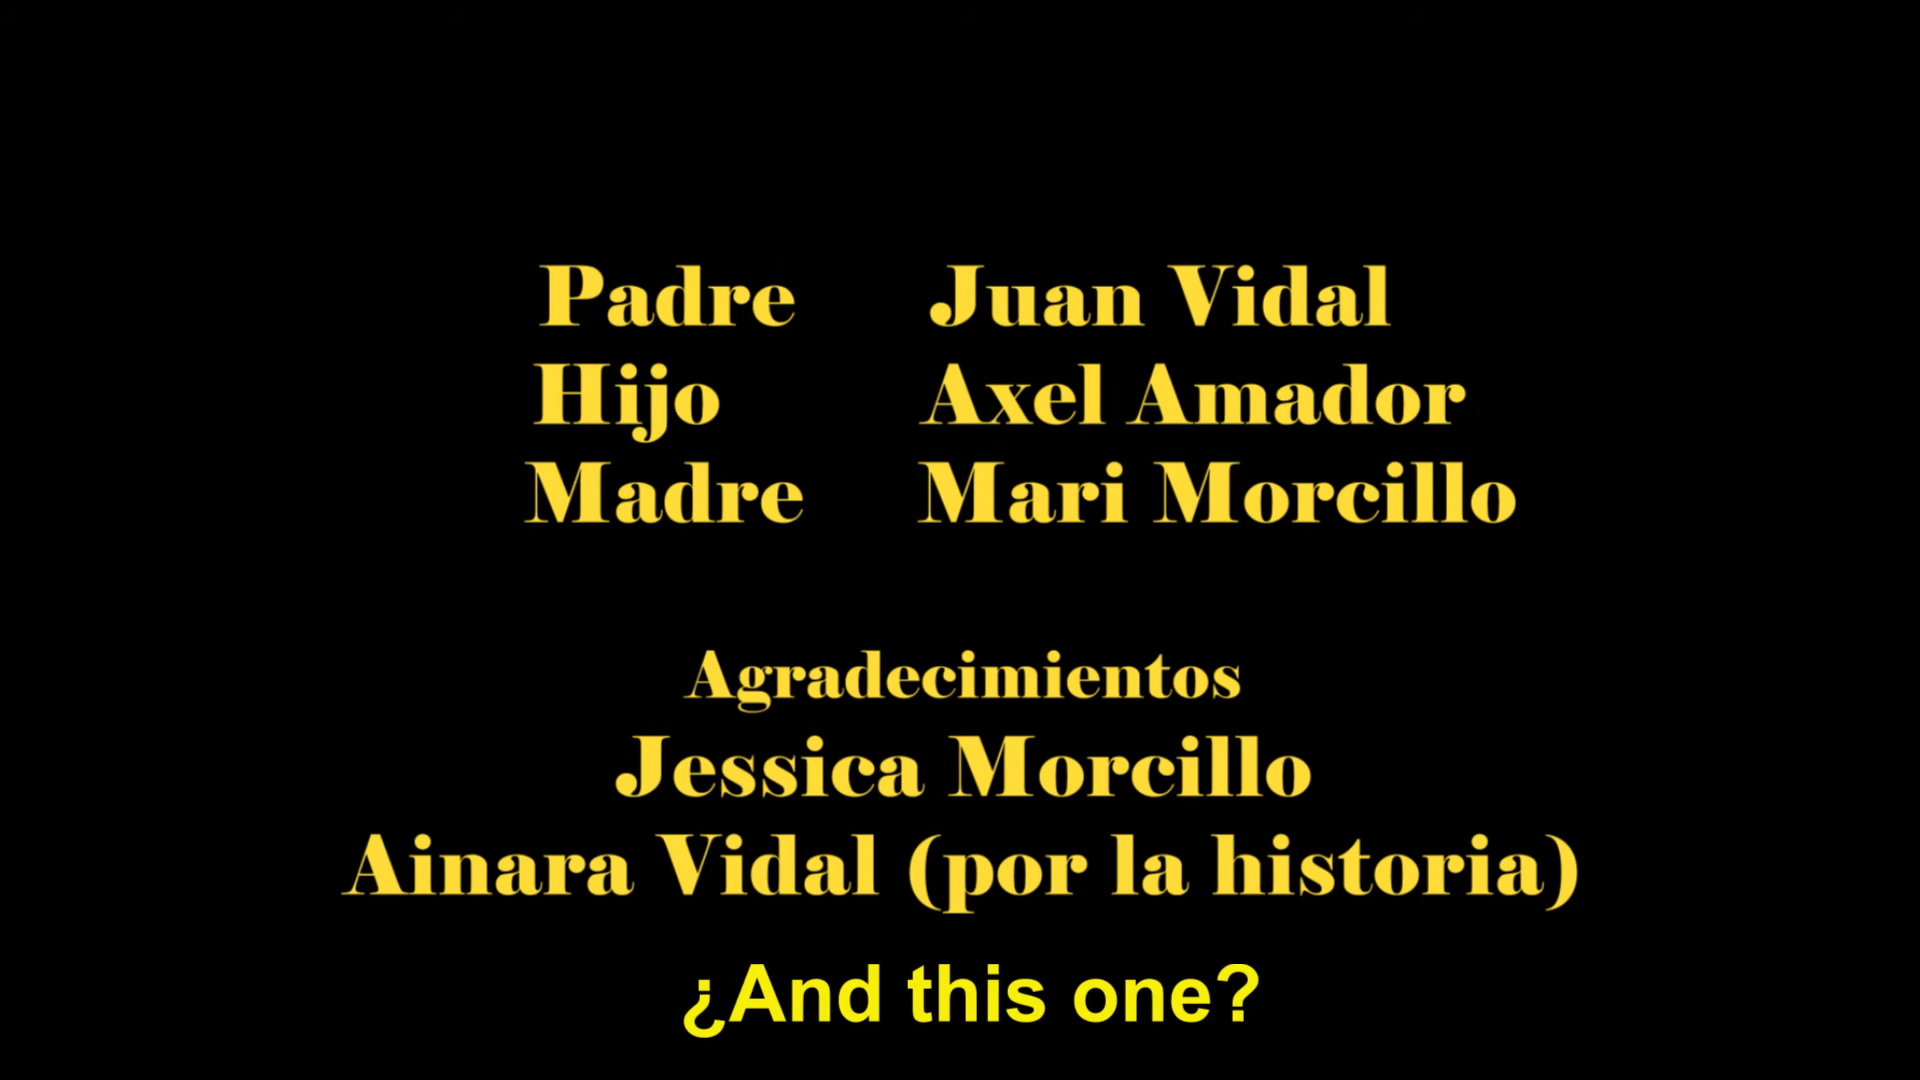 Padre Juan Vidal
Hijo Axel Amador
Madre Mari Morcillo
Agradecimientos
Jessica Morcillo
Ainara Vidal (por la historia)
¿And this one?